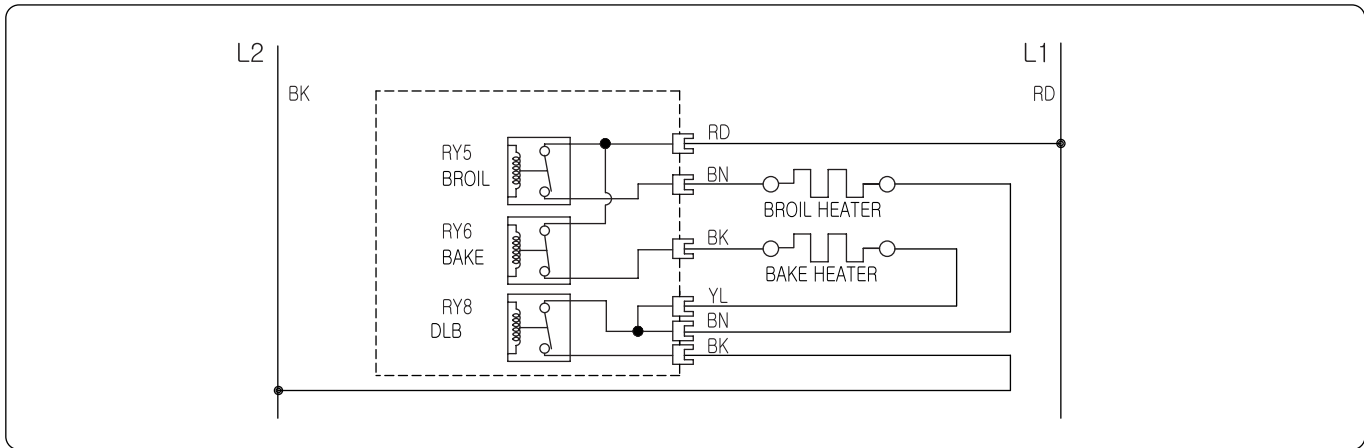 L2
L1
BK
RD
RD
RY5
BROIL
BN
BROIL HEATER
RY6
BAKE
BK
BAKE HEATER
YL
RY8
DLB
BN
BK